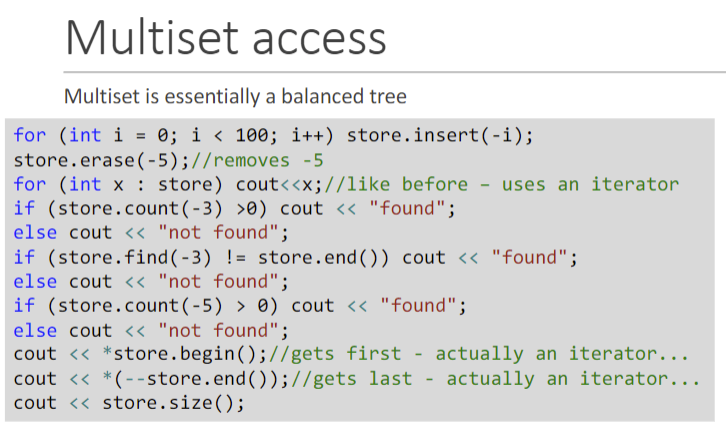 Multiset access
Multiset is essentially a balanced tree
for (int i = 0; i < 100; i++) store.insert(-i);
store.erase(-5);//removes -5
for (int x : store) cout<<x;//like before – uses an iterator
if (store.count(-3) >0) cout << "found";
else cout << "not found";
if (store.find(-3) != store.end()) cout << "found";
else cout << "not found";
if (store.count(-5) > 0) cout << "found";
else cout << "not found";
cout << *store.begin();//gets first - actually an iterator...
cout << *(--store.end());//gets last - actually an iterator...
cout << store.size();